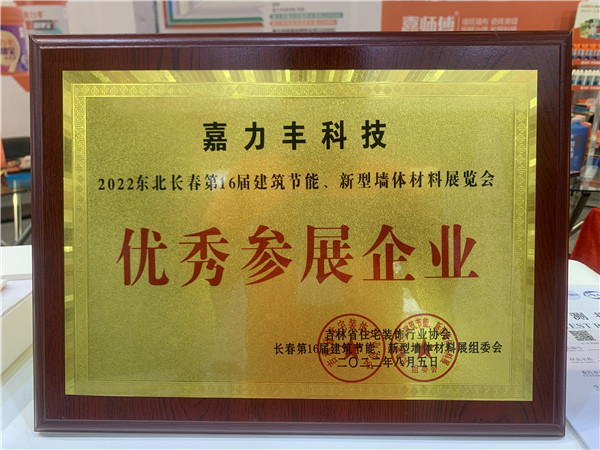 嘉师傅
嘉力丰科技
2022东北长春第16届建筑节能、新型墙体材料展览会
优秀参展企业
吉林省住宅装饰行业协会
长春第16届建筑节能、新型墙体材料展组委会
二〇二二年八月五日